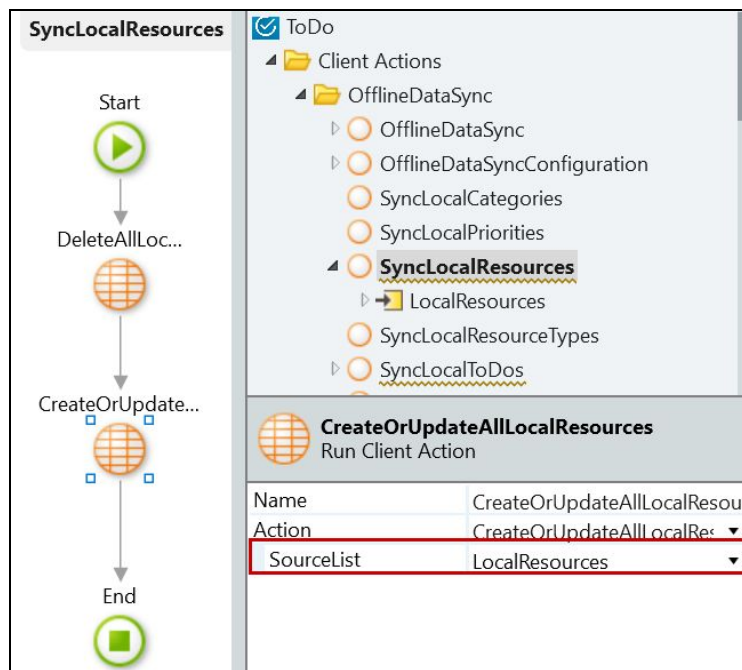 SyncLocalResources
Start
DeleteAllLoc...
CreateOrUpdate...
End
ToDo
Client Actions
OfflineDataSync
OfflineDataSync
OfflineDataSyncConfiguration
SyncLocalCategories
SyncLocalPriorities
SyncLocalResources
LocalResources
SyncLocalResourceTypes
SyncLocalToDos
CreateOrUpdateAllLocalResources
Run Client Action
Name CreateOrUpdateAllLocalResou
Action CreateOrUpdateAllLocalRes
SourceList LocalResources